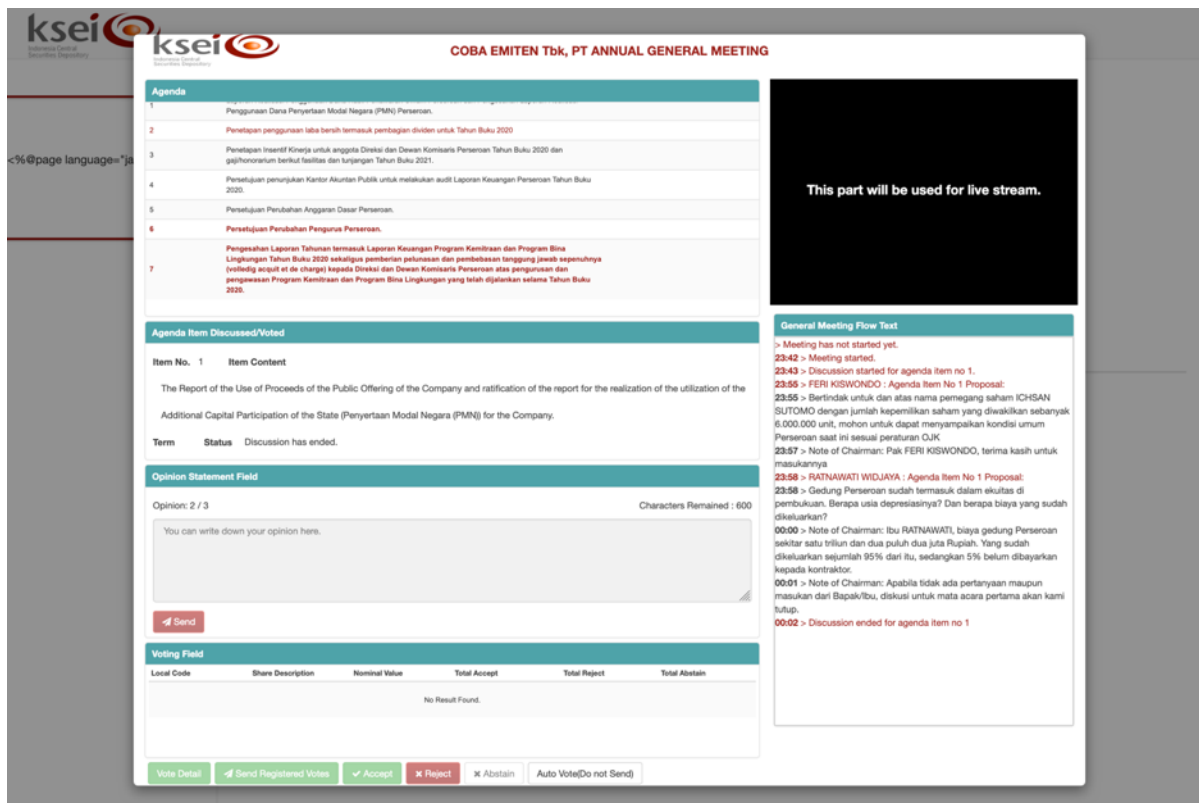 ksei
Indonesia Central
Securities Depository
ksei
Indonesia Central
Securities Depository
COBA EMITEN Tbk, PT ANNUAL GENERAL MEETING
<%@page language="ja
Agenda
1
Penggunaan Dana Penyertaan Modal Negara (PMN) Perseroan.
2 Penetapan penggunaan laba bersih termasuk pembagian dividen untuk Tahun Buku 2020
3 Penetapan Insentif Kinerja untuk anggota Direksi dan Dewan Komisaris Perseroan Tahun Buku 2020 dan
gaji/honorarium berikut fasilitas dan tunjangan Tahun Buku 2021.
4 Persetujuan penunjukan Kantor Akuntan Publik untuk melakukan audit Laporan Keuangan Perseroan Tahun Buku
2020.
5 Persetujuan Perubahan Anggaran Dasar Perseroan.
6 Persetujuan Perubahan Pengurus Perseroan.
7 Pengesahan Laporan Tahunan termasuk Laporan Keuangan Program Kemitraan dan Program Bina
Lingkungan Tahun Buku 2020 sekaligus pemberian pelunasan dan pembebasan tanggung jawab sepenuhnya
(volledig acquit et de charge) kepada Direksi dan Dewan Komisaris Perseroan atas pengurusan dan
pengawasan Program Kemitraan dan Program Bina Lingkungan yang telah dijalankan selama Tahun Buku
2020.
This part will be used for live stream.
Agenda Item Discussed/Voted
Item No. 1 Item Content
The Report of the Use of Proceeds of the Public Offering of the Company and ratification of the report for the realization of the utilization of the
Additional Capital Participation of the State (Penyertaan Modal Negara (PMN)) for the Company.
Term Status Discussion has ended.
Opinion Statement Field
Opinion: 2 / 3 Characters Remained : 600
You can write down your opinion here.
Send
Voting Field
Local Code Share Description Nominal Value Total Accept Total Reject Total Abstain
No Result Found.
Vote Detail Send Registered Votes Accept Reject Abstain Auto Vote(Do not Send)
General Meeting Flow Text
> Meeting has not started yet.
23:42 > Meeting started.
23:43 > Discussion started for agenda item no 1.
23:55 > FERI KISWONDO : Agenda Item No 1 Proposal:
23:55 > Bertindak untuk dan atas nama pemegang saham ICHSAN
SUTOMO dengan jumlah kepemilikan saham yang diwakilkan sebanyak
6.000.000 unit, mohon untuk dapat menyampaikan kondisi umum
Perseroan saat ini sesuai peraturan OJK
23:57 > Note of Chairman: Pak FERI KISWONDO, terima kasih untuk
masukannya
23:58 > RATNAWATI WIDJAYA : Agenda Item No 1 Proposal:
23:58 > Gedung Perseroan sudah termasuk dalam ekuitas di
pembukuan. Berapa usia depresiasinya? Dan berapa biaya yang sudah
dikeluarkan?
00:00 > Note of Chairman: Ibu RATNAWATI, biaya gedung Perseroan
sekitar satu triliun dan dua puluh dua juta Rupiah. Yang sudah
dikeluarkan sejumlah 95% dari itu, sedangkan 5% belum dibayarkan
kepada kontraktor.
00:01 > Note of Chairman: Apabila tidak ada pertanyaan maupun
masukan dari Bapak/Ibu, diskusi untuk mata acara pertama akan kami
tutup.
00:02 > Discussion ended for agenda item no 1